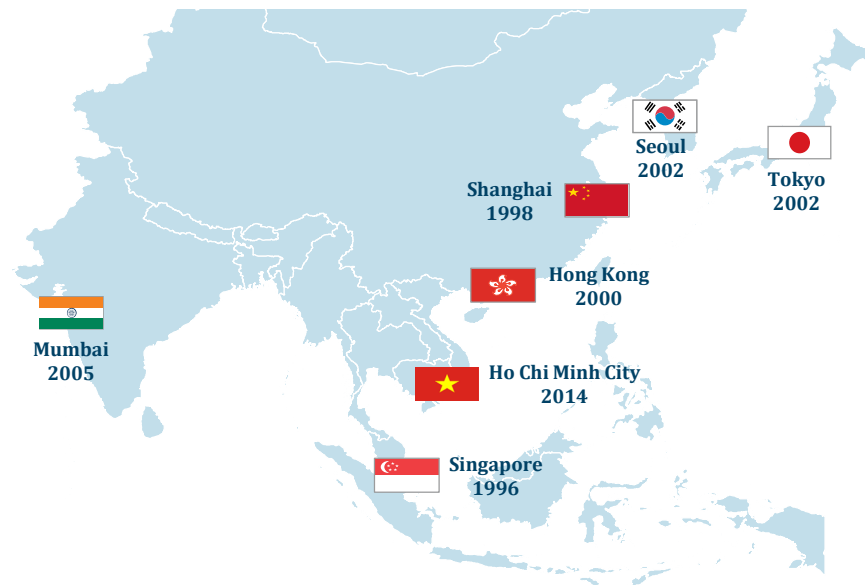 Seoul
2002
Tokyo
2002
Shanghai
1998
Hong Kong
2000
Mumbai
2005
Ho Chi Minh City
2014
Singapore
1996